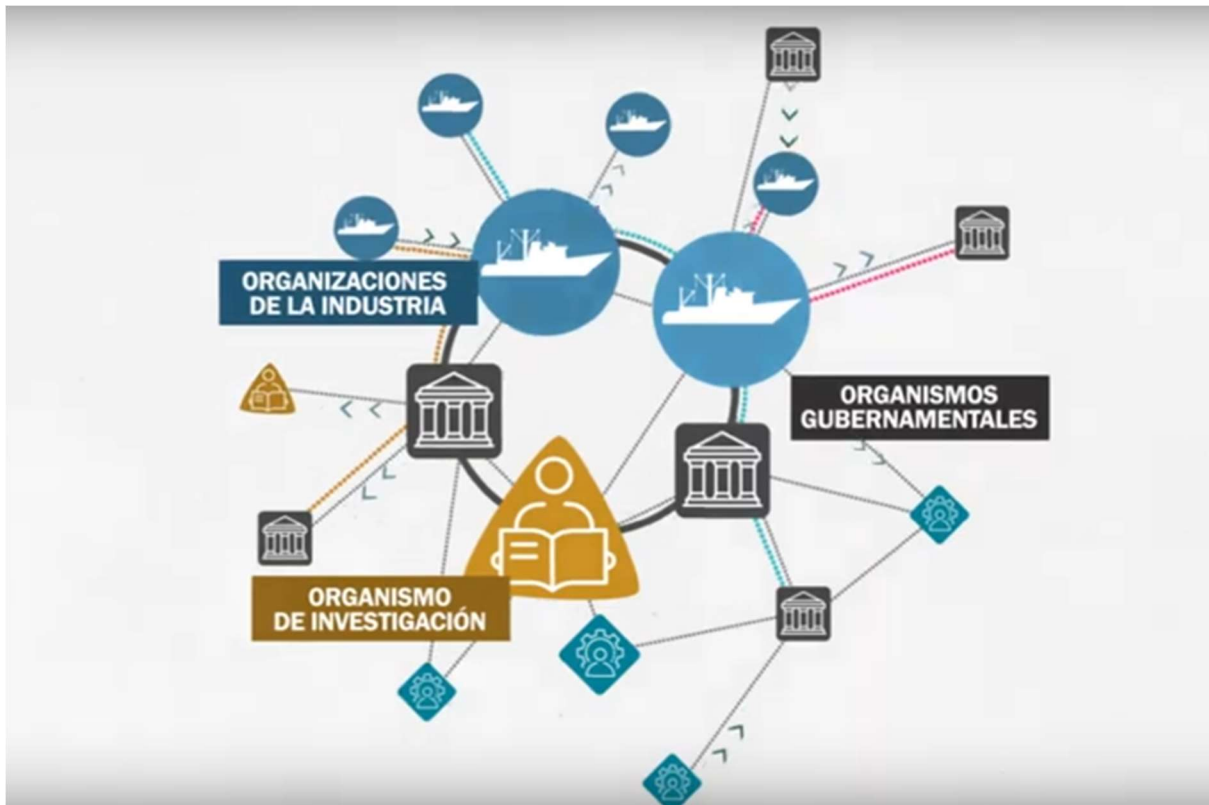 ORGANIZACIONES
DE LA INDUSTRIA
ORGANISMOS
GUBERNAMENTALES
ORGANISMO
DE INVESTIGACIÓN